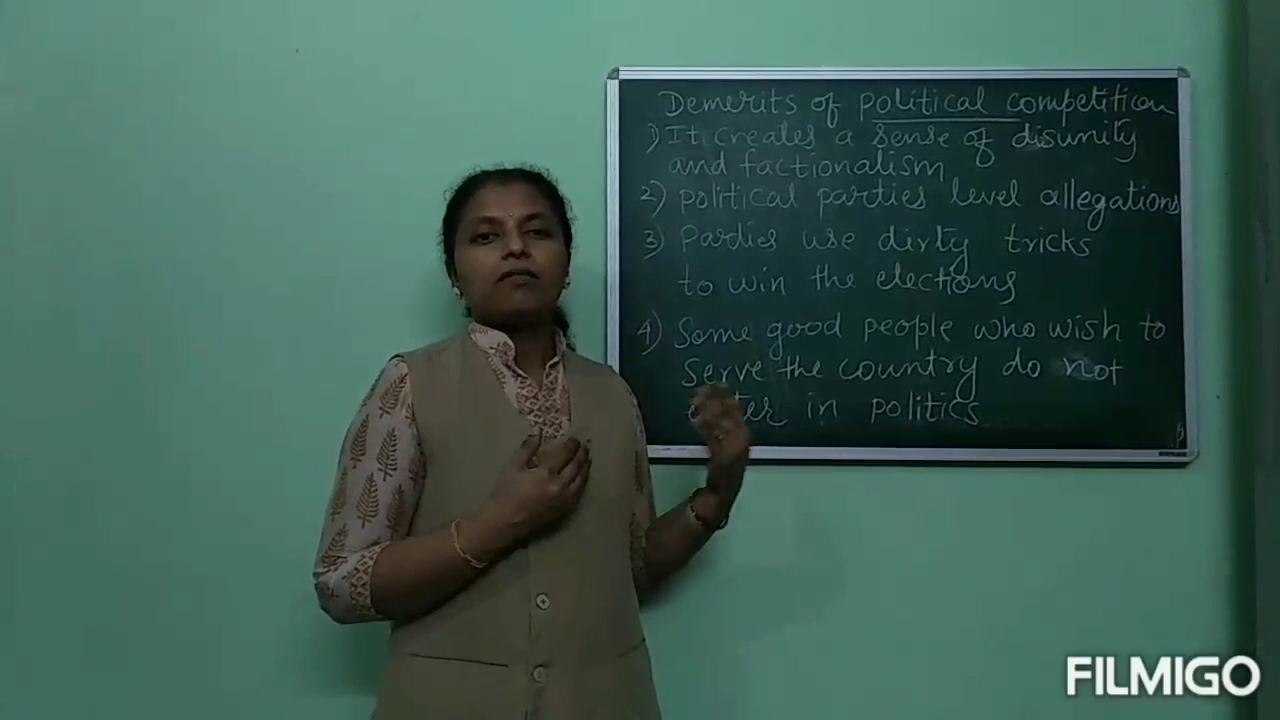 Demerits of political competition
1) It creates a sense of disunity
and factionalism
2) political parties level allegations
3) Parties use dirty tricks
to win the elections
4) Some good people who wish to
serve the country do not
enter in politics
FILMIGO